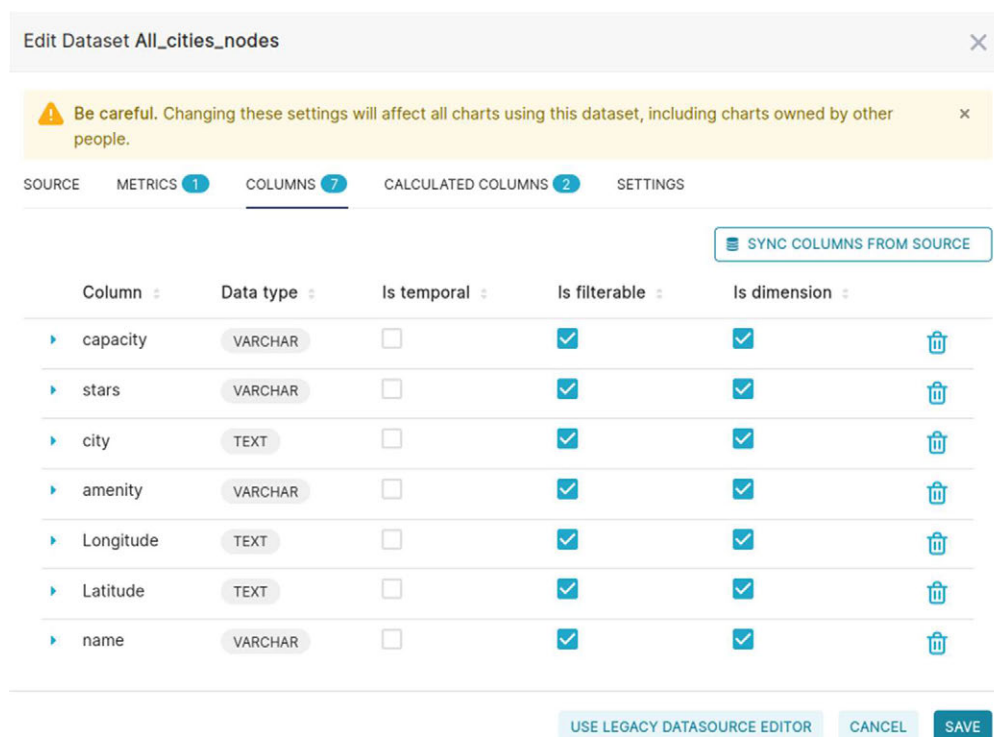 Edit Dataset All_cities_nodes
Be careful. Changing these settings will affect all charts using this dataset, including charts owned by other
people.
SOURCE METRICS 1 COLUMNS 7 CALCULATED COLUMNS 2 SETTINGS
SYNC COLUMNS FROM SOURCE
Column Data type Is temporal Is filterable Is dimension
capacity VARCHAR
stars VARCHAR
city TEXT
amenity VARCHAR
Longitude TEXT
Latitude TEXT
name VARCHAR
USE LEGACY DATASOURCE EDITOR CANCEL SAVE